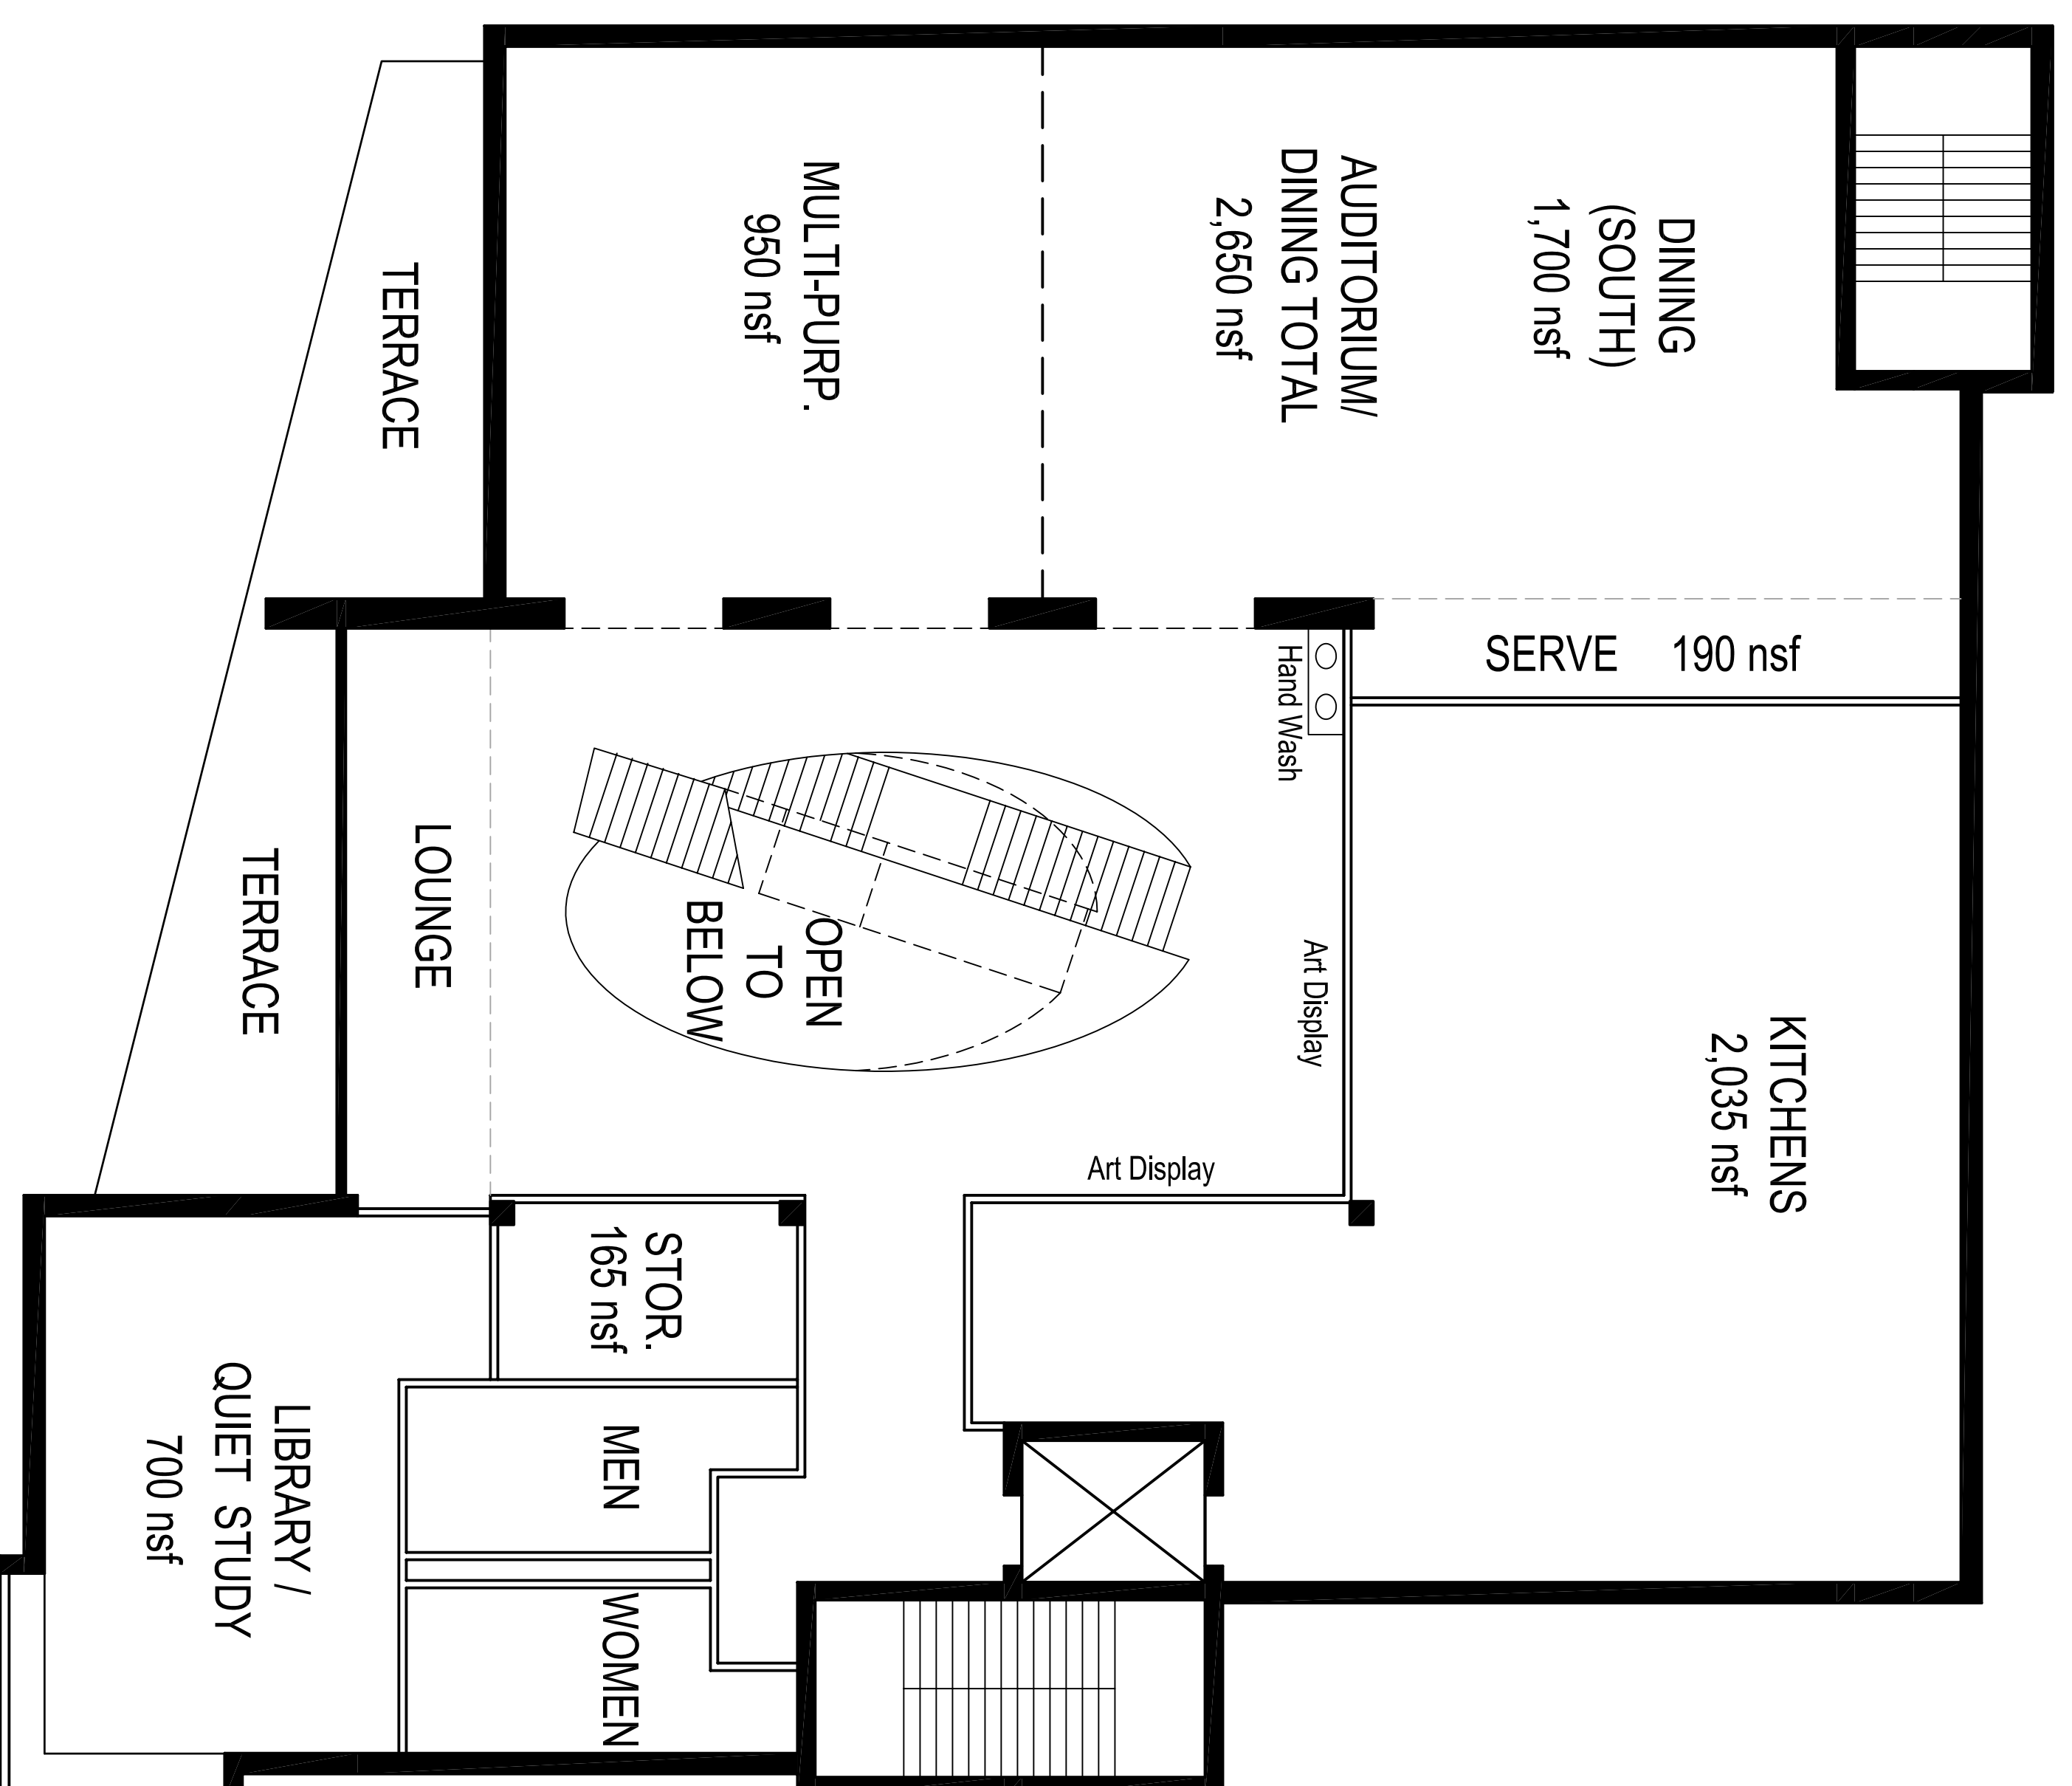 TERRACE
MULTI-PURP.
950 nsf
AUDITORIUM/
DINING TOTAL
2,650 nsf
DINING
(SOUTH)
1,700 nsf
SERVE 190 nsf
Hand Wash
TERRACE
LOUNGE
OPEN
TO
BELOW
Art Display
Art Display
KITCHENS
2,035 nsf
STOR.
165 nsf
LIBRARY /
QUIET STUDY
700 nsf
MEN
WOMEN